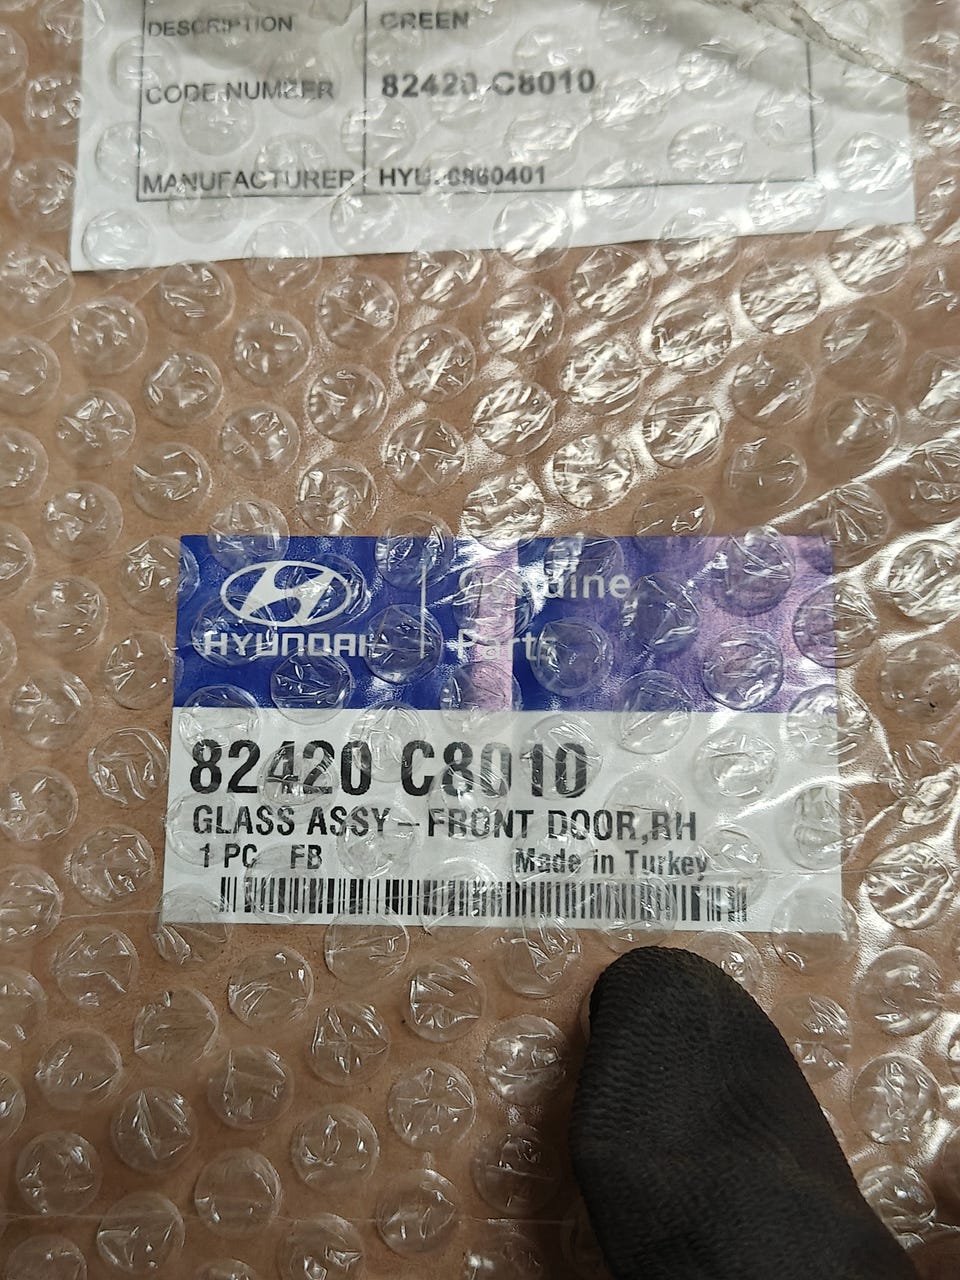 DESCRIPTION GREEN
CODE NUMBER 82420 C8010
MANUFACTURER
HYUNDAI Genuine
Parts
82420 C8010
GLASS ASSY-FRONT DOOR,RH
1 PC FB Made in Turkey